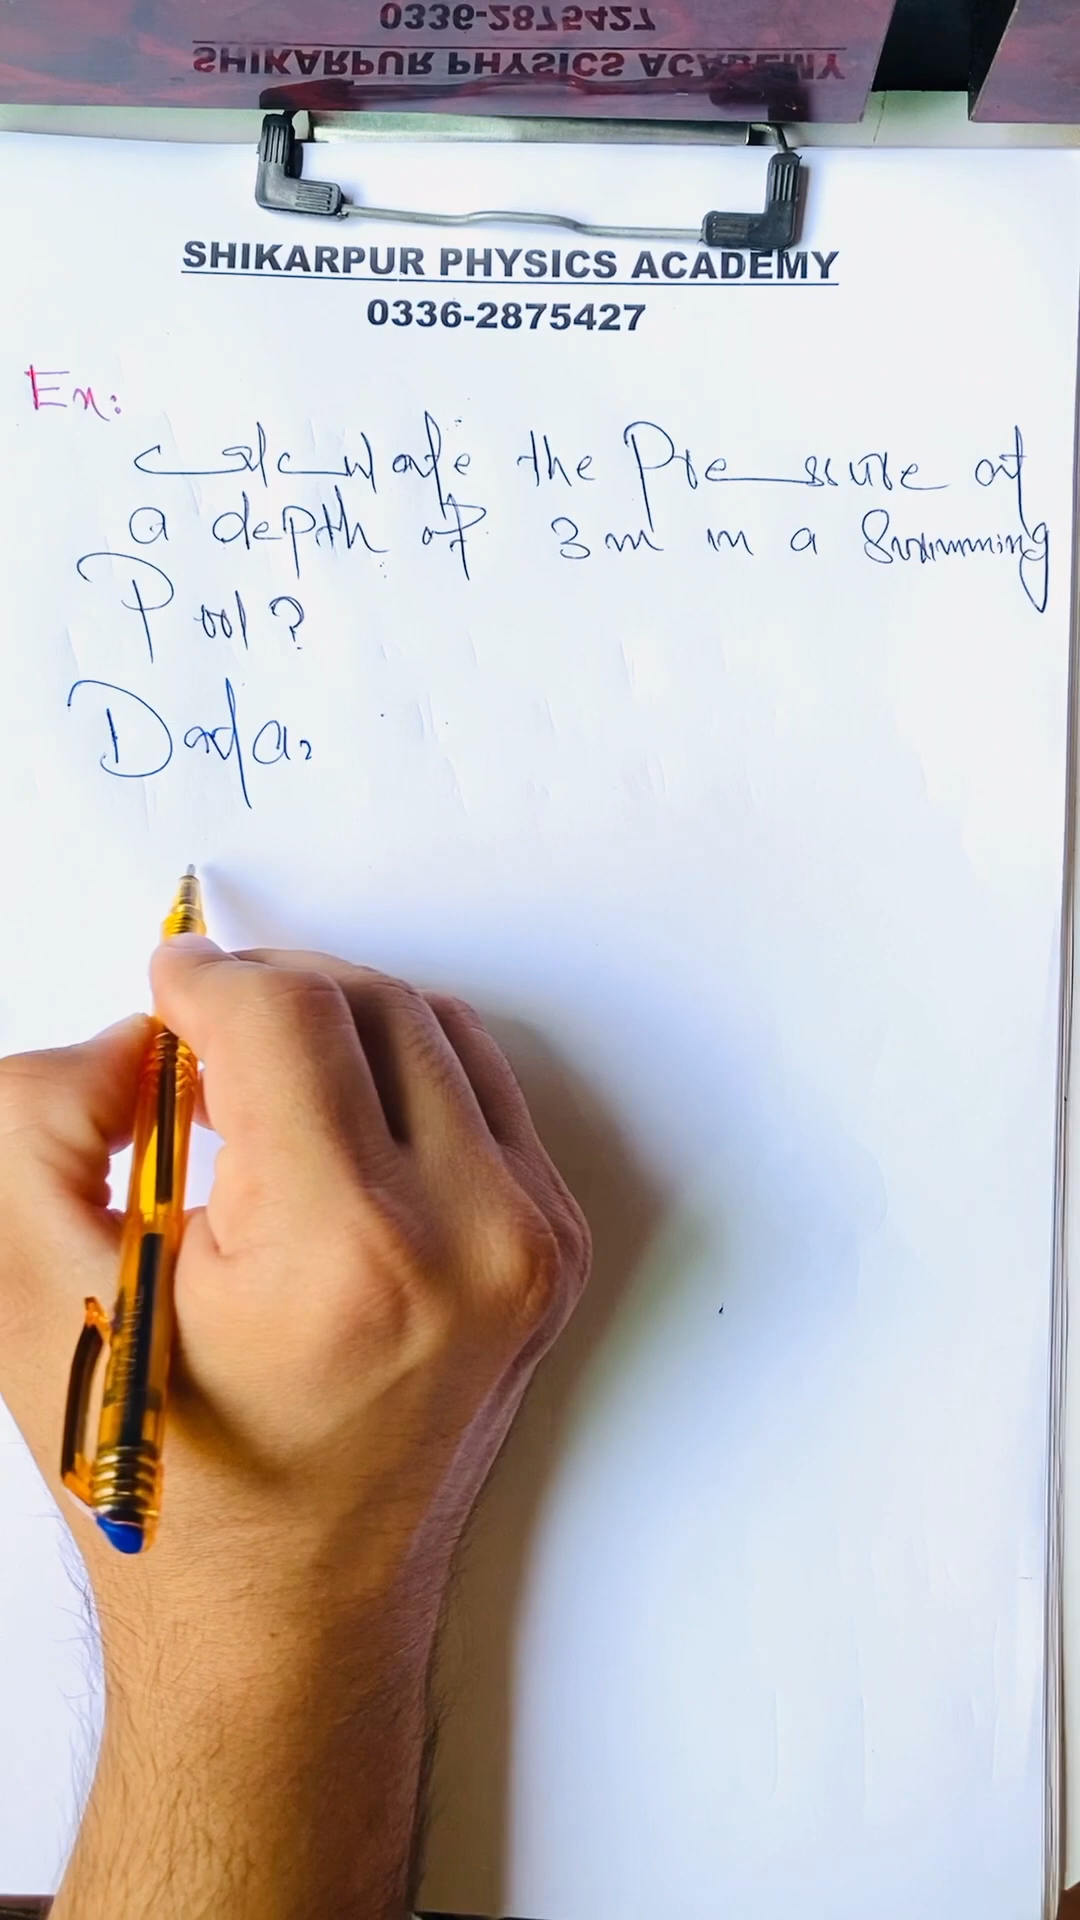 0336-2875427
SHIKARPUR PHYSICS ACADEMY
SHIKARPUR PHYSICS ACADEMY
0336-2875427
Ex:
calculate the Pressure at
a depth of 3m in a Swimming
Pool?
Data: